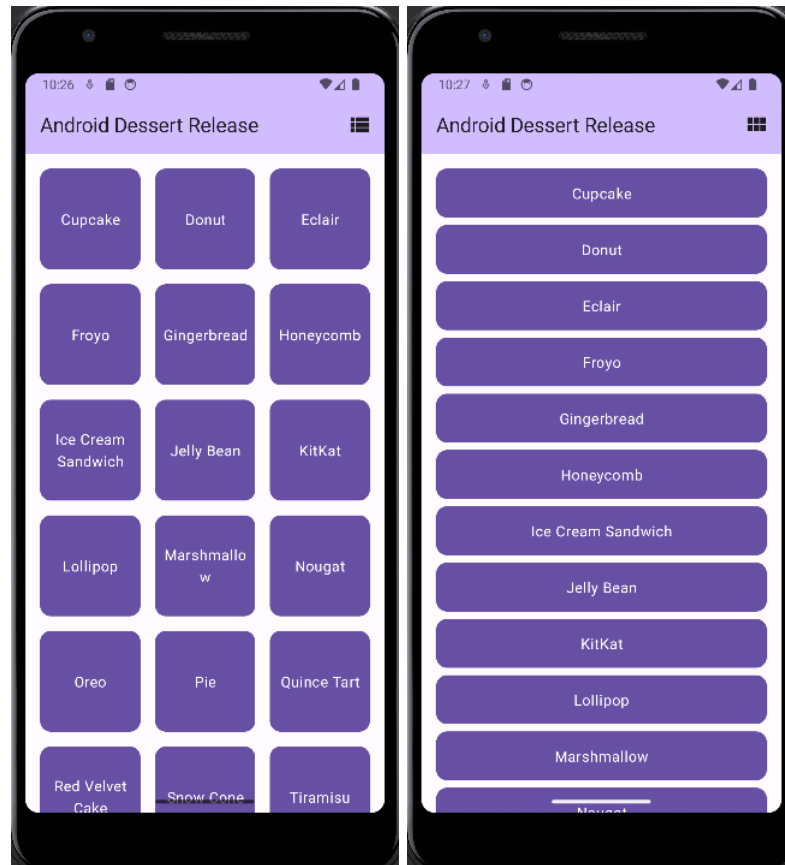 10:26
Android Dessert Release
Cupcake
Donut
Eclair
Froyo
Gingerbread
Honeycomb
Ice Cream
Sandwich
Jelly Bean
KitKat
Lollipop
Marshmallo
w
Nougat
Oreo
Pie
Quince Tart
Red Velvet
Cake
Snow Cone
Tiramisu
10:27
Android Dessert Release
Cupcake
Donut
Eclair
Froyo
Gingerbread
Honeycomb
Ice Cream Sandwich
Jelly Bean
KitKat
Lollipop
Marshmallow
Nougat